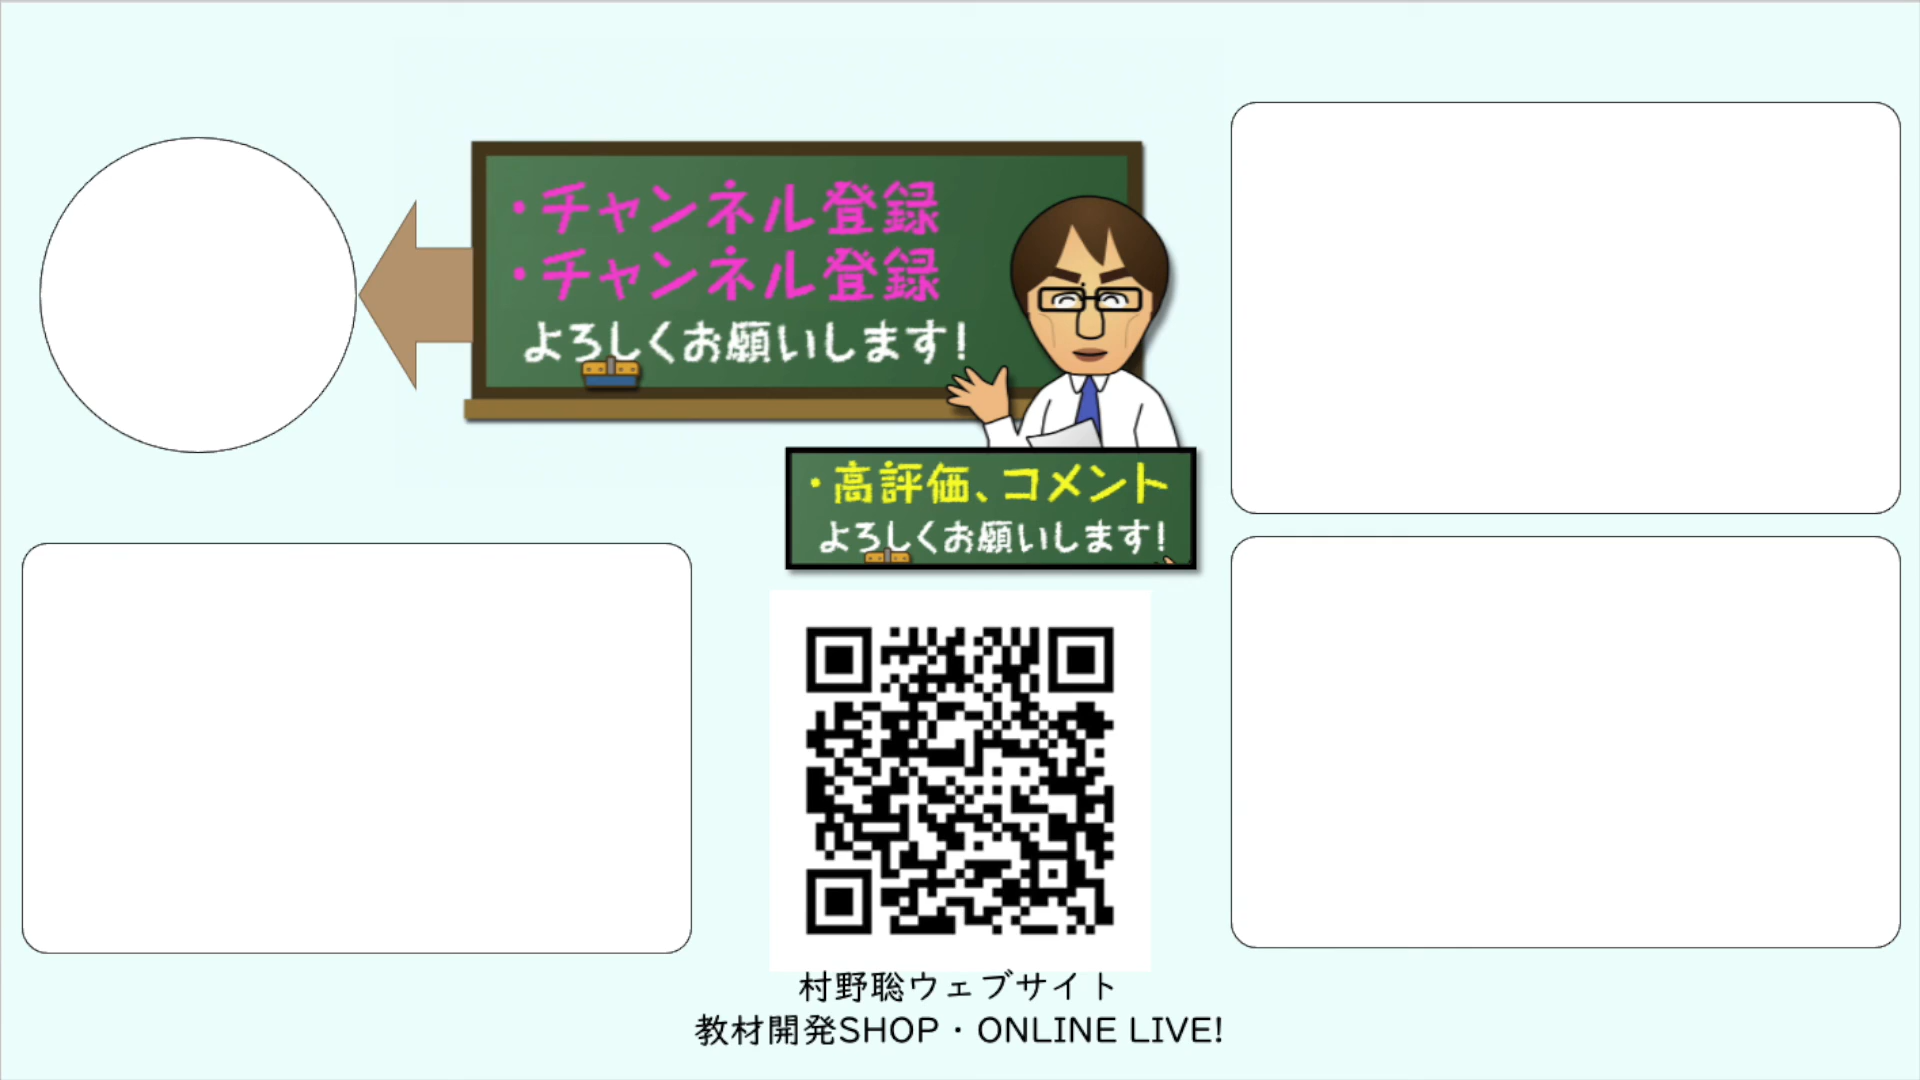 ・チャンネル登録
・チャンネル登録
よろしくお願いします!
・高評価、コメント
よろしくお願いします!
村野聡ウェブサイト
教材開発SHOP・ONLINE LIVE!